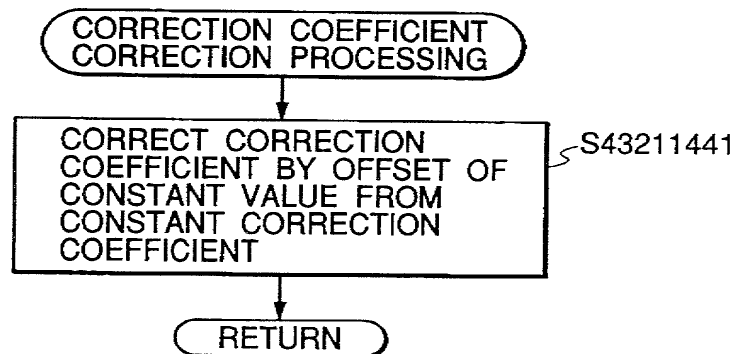 CORRECTION COEFFICIENT
CORRECTION PROCESSING
CORRECT CORRECTION
COEFFICIENT BY OFFSET OF
CONSTANT VALUE FROM
CONSTANT CORRECTION
COEFFICIENT
S43211441
RETURN